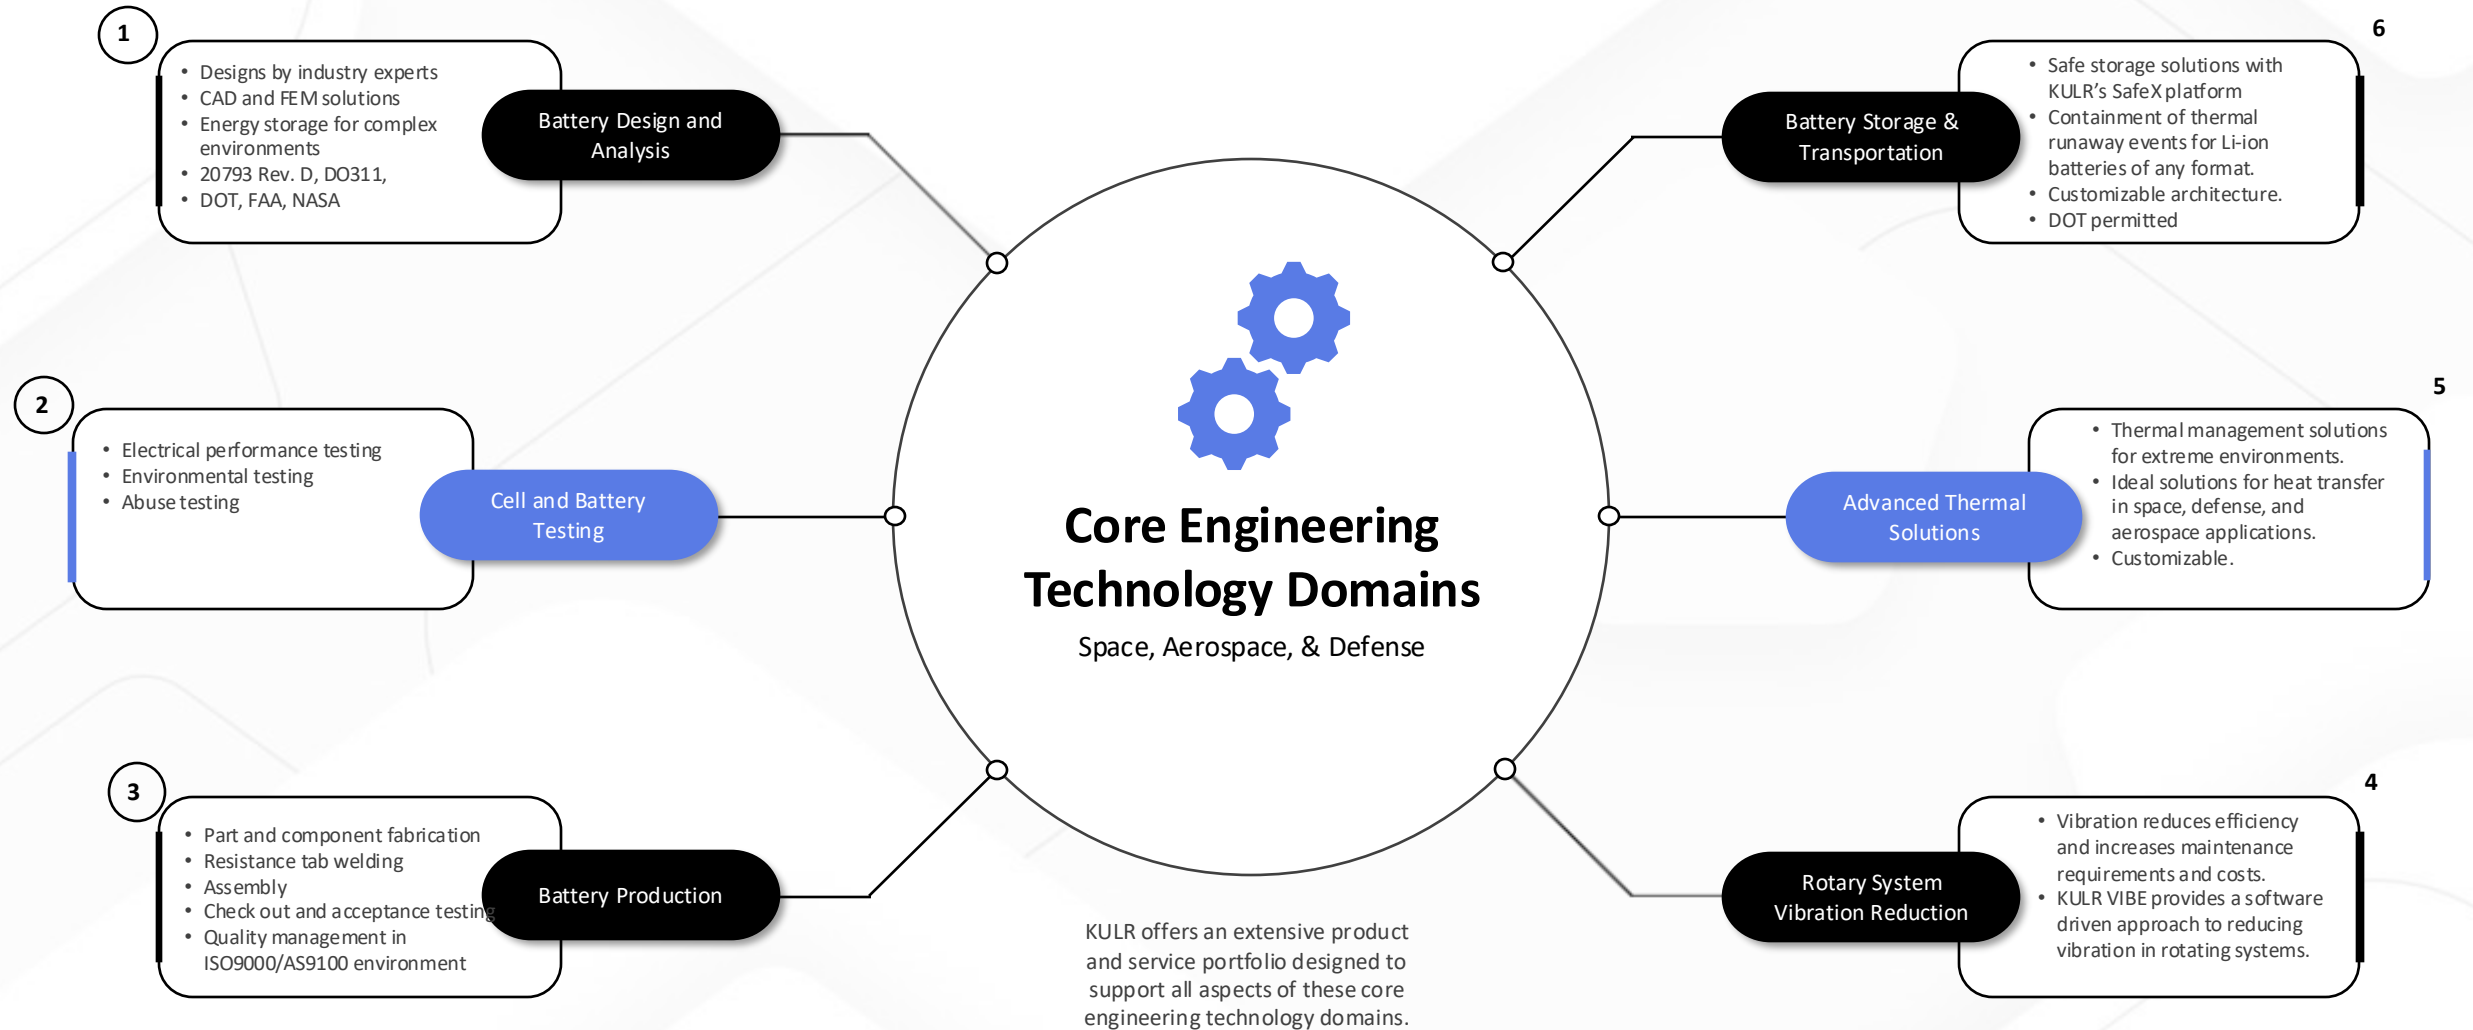 1
• Designs by industry experts
• CAD and FEM solutions
• Energy storage for complex
environments
• 20793 Rev. D, DO311,
• DOT, FAA, NASA
Battery Design and
Analysis
2
• Electrical performance testing
• Environmental testing
• Abuse testing
Cell and Battery
Testing
3
• Part and component fabrication
• Resistance tab welding
• Assembly
• Check out and acceptance testing
• Quality management in
ISO9000/AS9100 environment
Battery Production
Core Engineering
Technology Domains
Space, Aerospace, & Defense
KULR offers an extensive product
and service portfolio designed to
support all aspects of these core
engineering technology domains.
6
Battery Storage &
Transportation
• Safe storage solutions with
KULR’s SafeX platform
• Containment of thermal
runaway events for Li-ion
batteries of any format.
• Customizable architecture.
• DOT permitted
5
Advanced Thermal
Solutions
• Thermal management solutions
for extreme environments.
• Ideal solutions for heat transfer
in space, defense, and
aerospace applications.
• Customizable.
4
Rotary System
Vibration Reduction
• Vibration reduces efficiency
and increases maintenance
requirements and costs.
• KULR VIBE provides a software
driven approach to reducing
vibration in rotating systems.